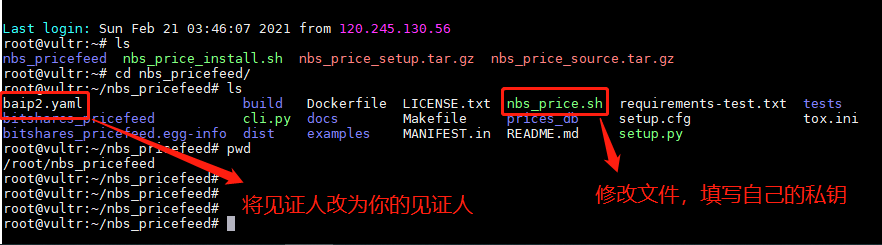 Last login: Sun Feb 21 03:46:07 2021 from 120.245.130.56
root@vultr:~# ls
nbs_pricefeed nbs_price_install.sh nbs_price_setup.tar.gz nbs_price_source.tar.gz
root@vultr:~# cd nbs_pricefeed/
root@vultr:~/nbs_pricefeed# ls
baip2.yaml build Dockerfile LICENSE.txt nbs_price.sh requirements-test.txt tests
bitshares_pricefeed cli.py docs Makefile prices_db setup.cfg tox.ini
bitshares_pricefeed.egg-info dist examples MANIFEST.in README.md setup.py
root@vultr:~/nbs_pricefeed# pwd
/root/nbs_pricefeed
root@vultr:~/nbs_pricefeed#
root@vultr:~/nbs_pricefeed#
root@vultr:~/nbs_pricefeed#
root@vultr:~/nbs_pricefeed#
将见证人改为你的见证人
修改文件，填写自己的私钥